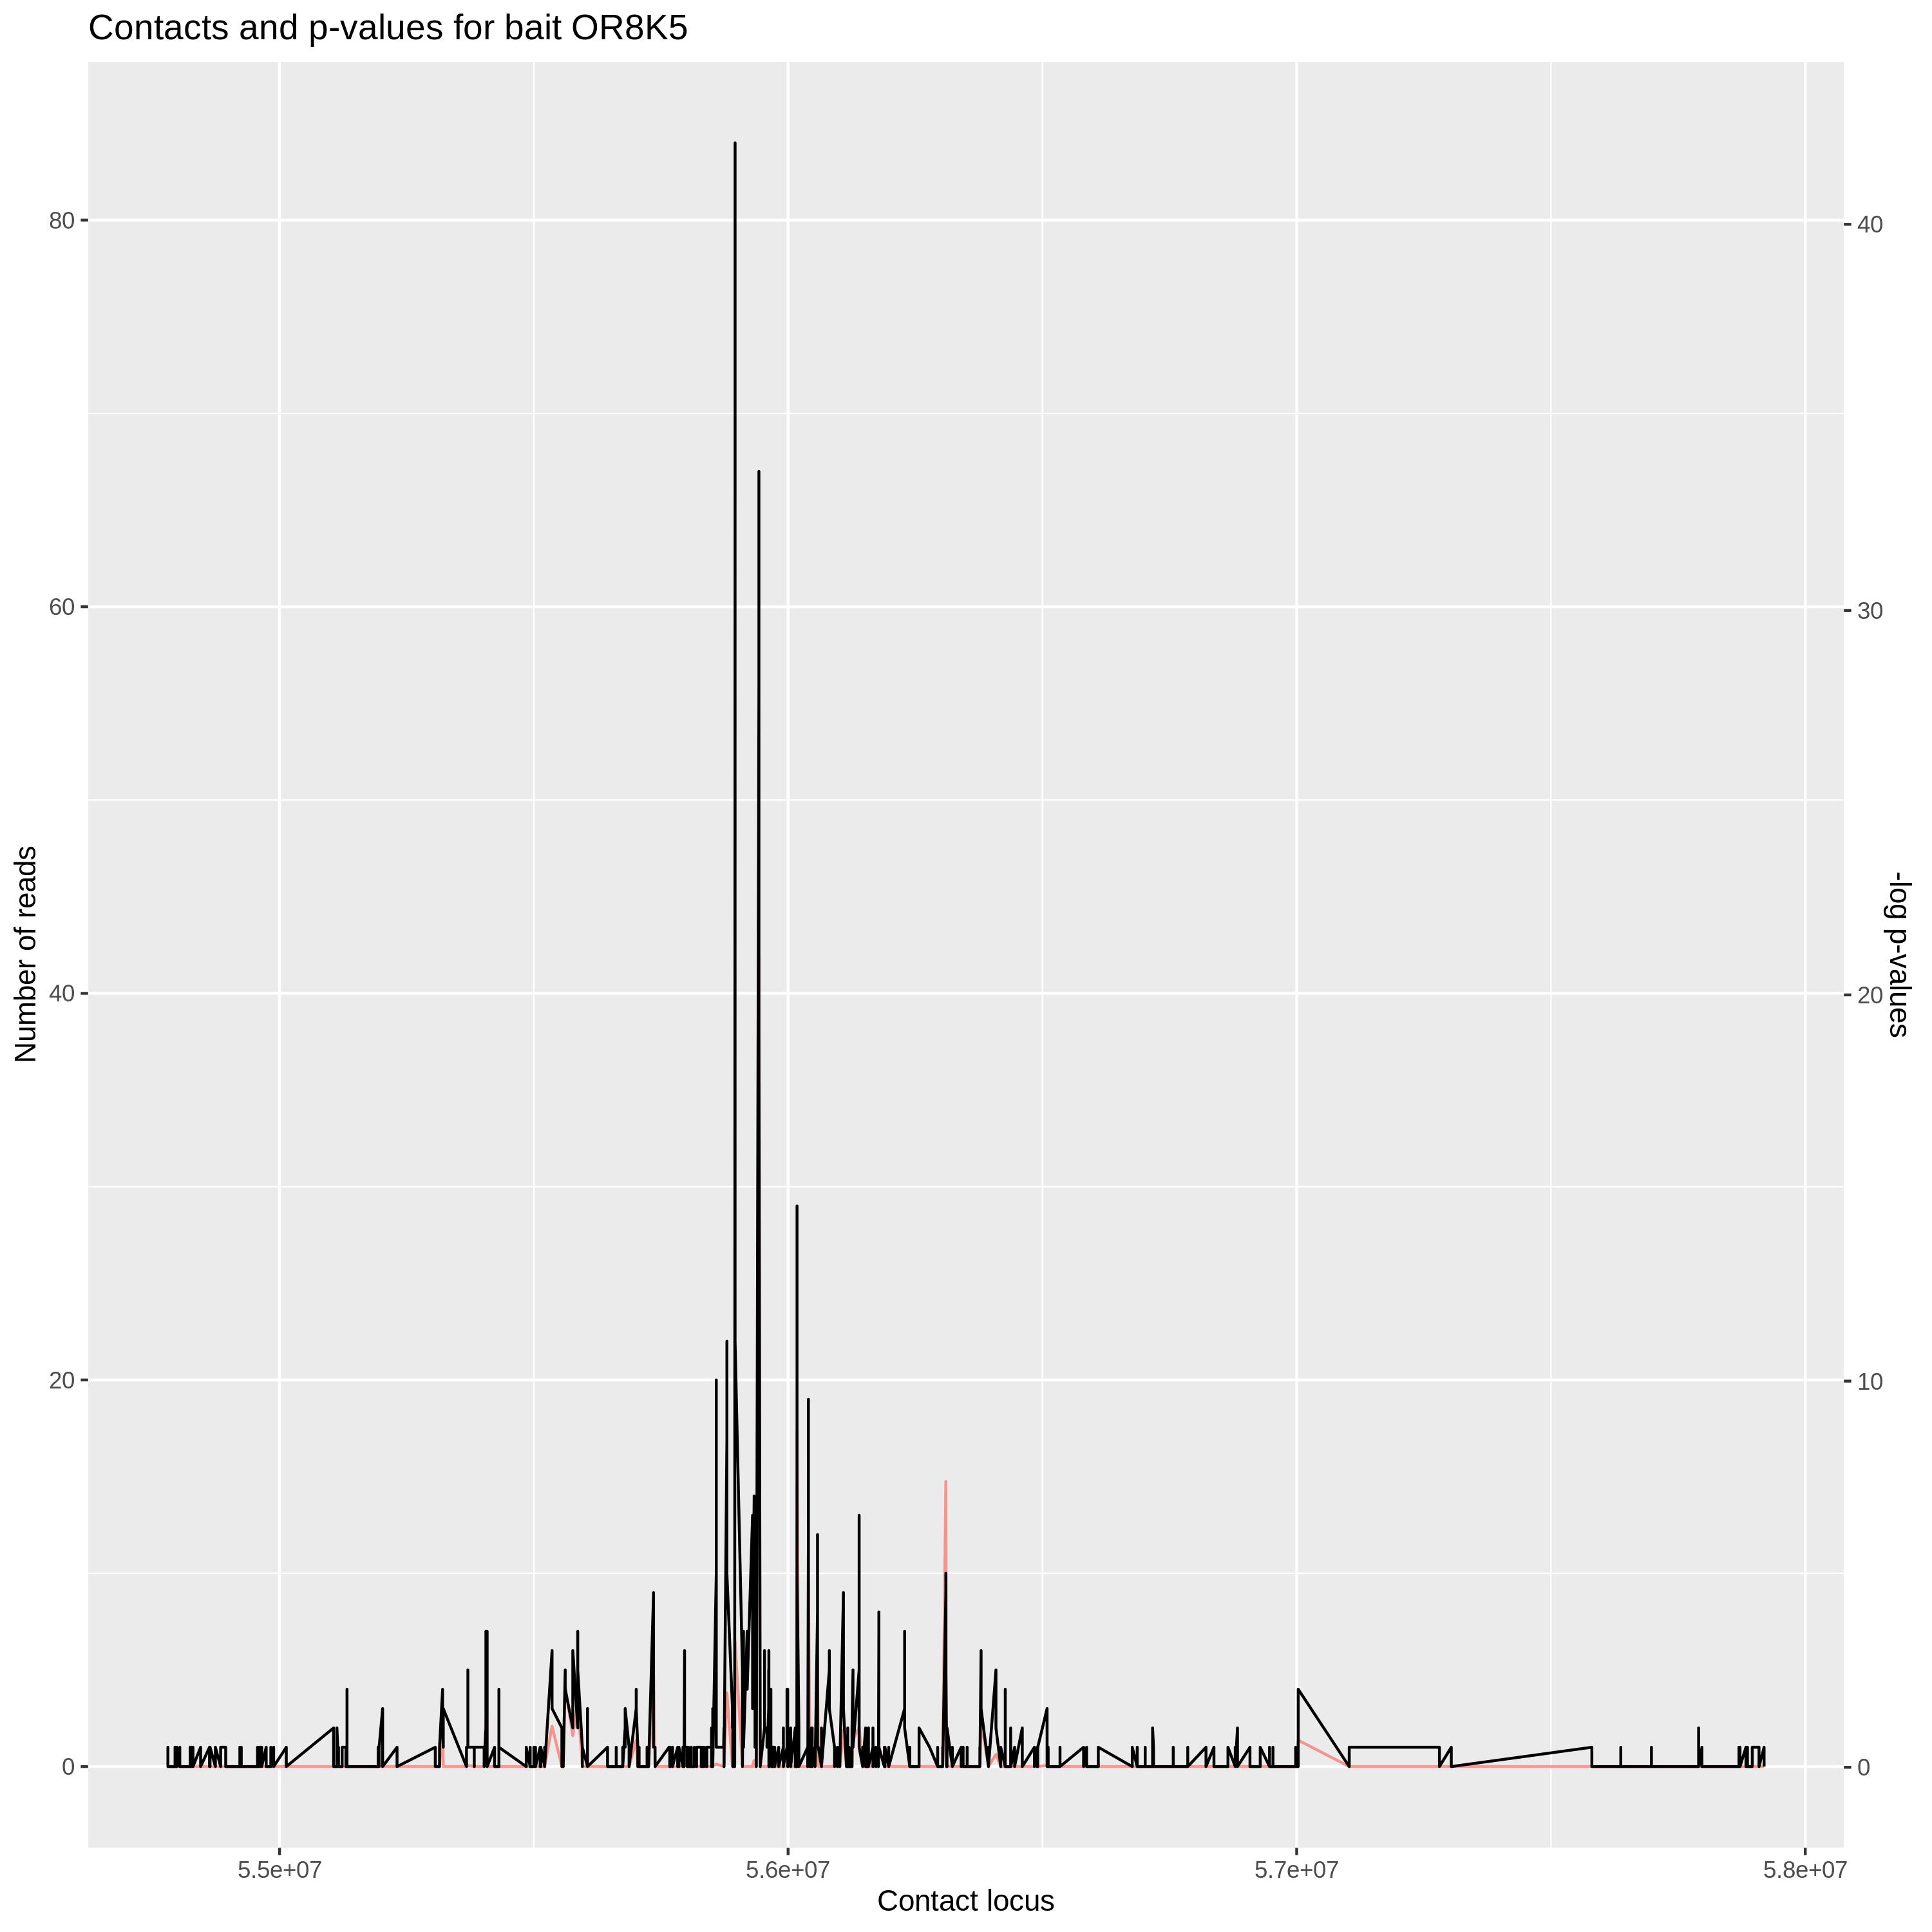 Contacts and p-values for bait OR8K5
80
60
40
20
0
Number of reads
40
30
20
10
0
-log p-values
5.5e+07
5.6e+07
5.7e+07
5.8e+07
Contact locus